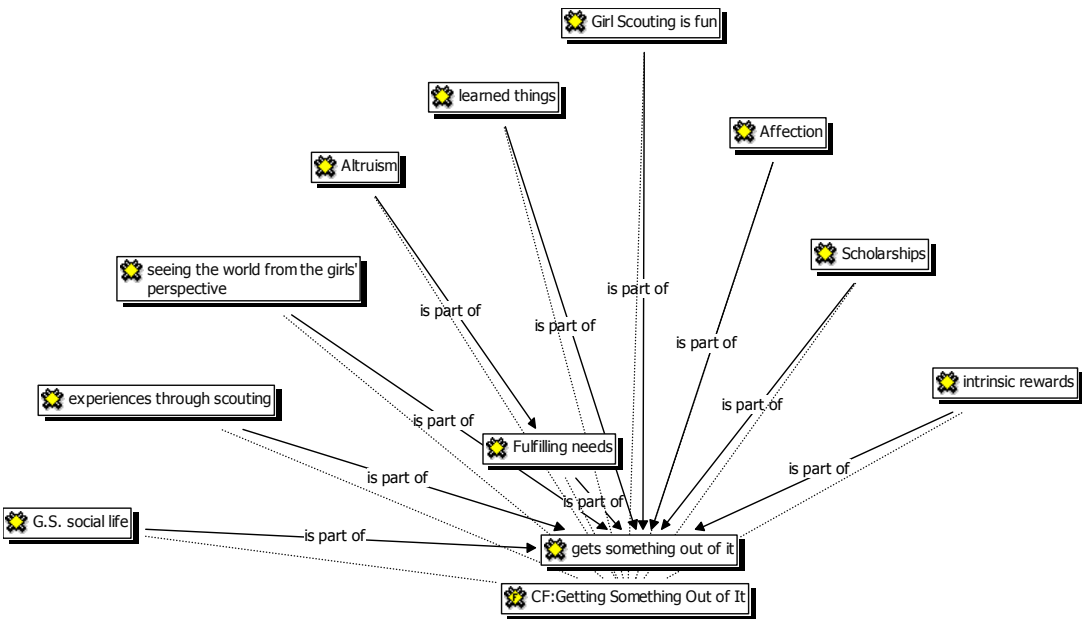 Girl Scouting is fun
learned things
Affection
Altruism
Scholarships
seeing the world from the girls'
perspective
is part of
is part of
is part of
is part of
intrinsic rewards
experiences through scouting
is part of
is part of
Fulfilling needs
is part of
is part of
is part of
G.S. social life
is part of
gets something out of it
CF:Getting Something Out of It